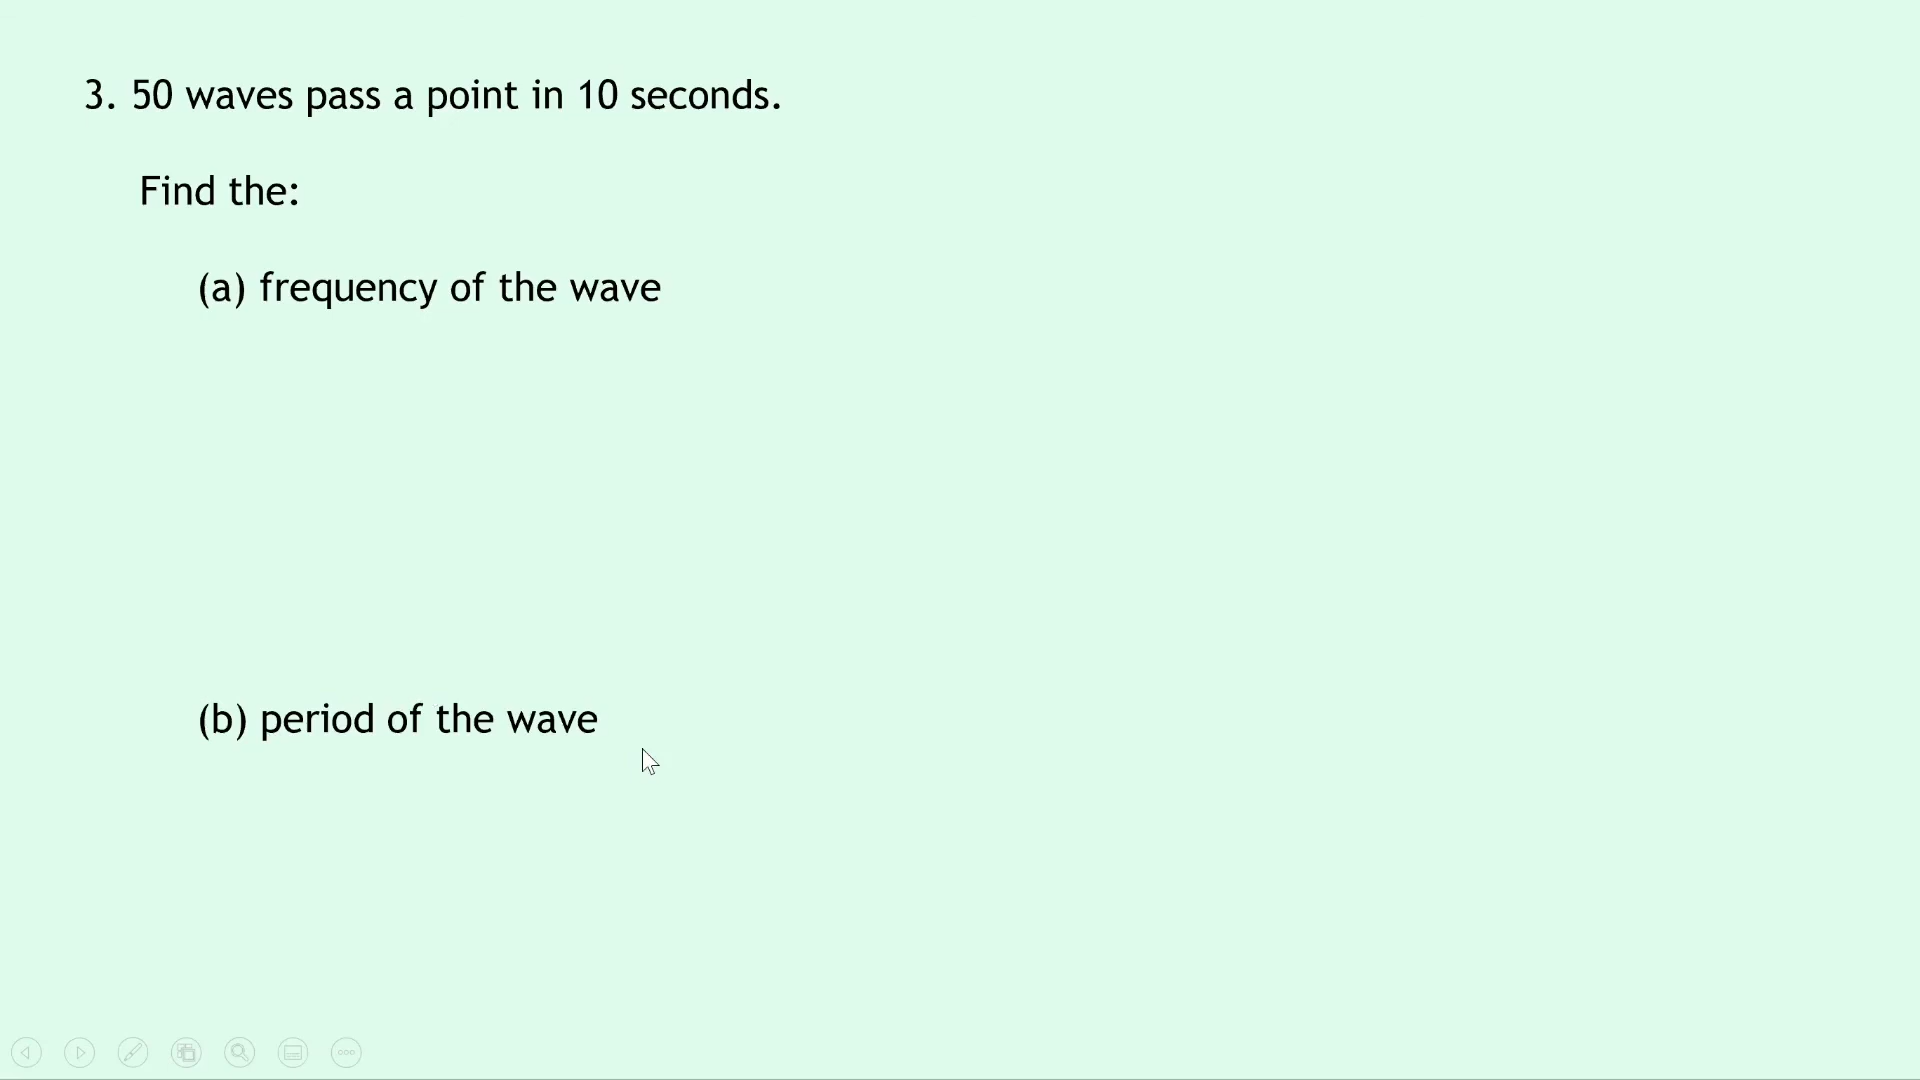 3. 50 waves pass a point in 10 seconds.
Find the:
(a) frequency of the wave
(b) period of the wave